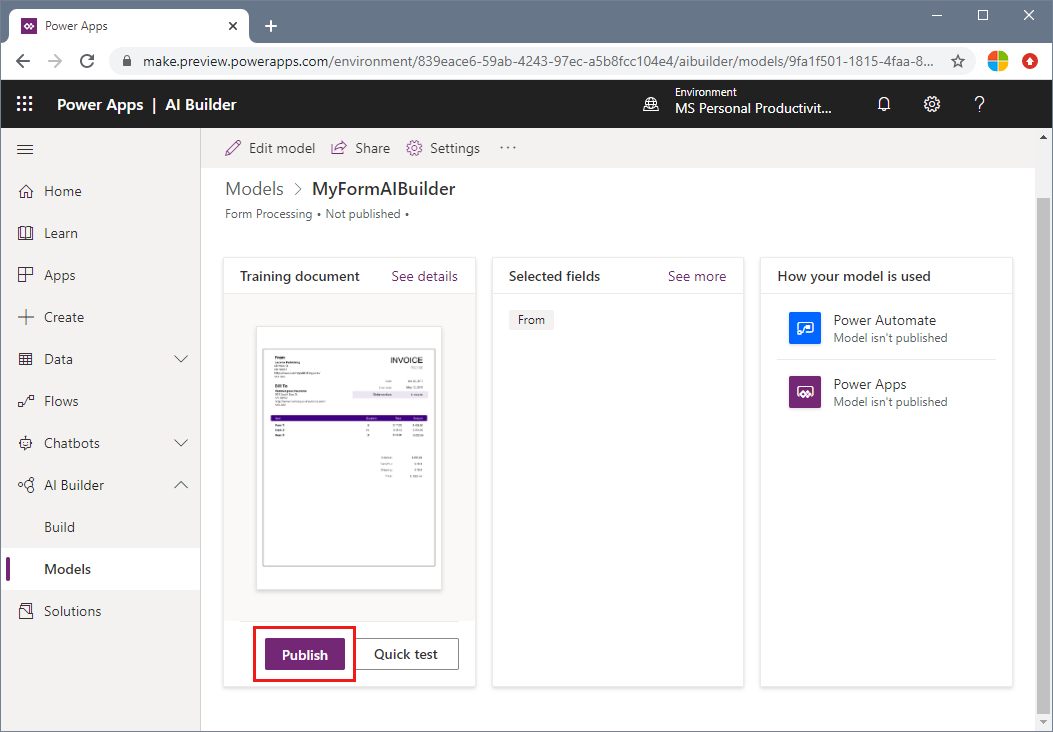 Power Apps
make.preview.powerapps.com/environment/839eace6-59ab-4243-97ec-a5b8fcc104e4/aibuilder/models/9fa1f501-1815-4faa-8...
Power Apps | AI Builder
Environment
MS Personal Productivit...
?
Edit model Share Settings ...
Home
Learn
Apps
Create
Data
Flows
Chatbots
AI Builder
Build
Models
Solutions
Models > MyFormAIBuilder
Form Processing • Not published •
Training document See details
From
INVOICE
Bill To
Publish Quick test
Selected fields See more
From
How your model is used
Power Automate
Model isn't published
Power Apps
Model isn't published